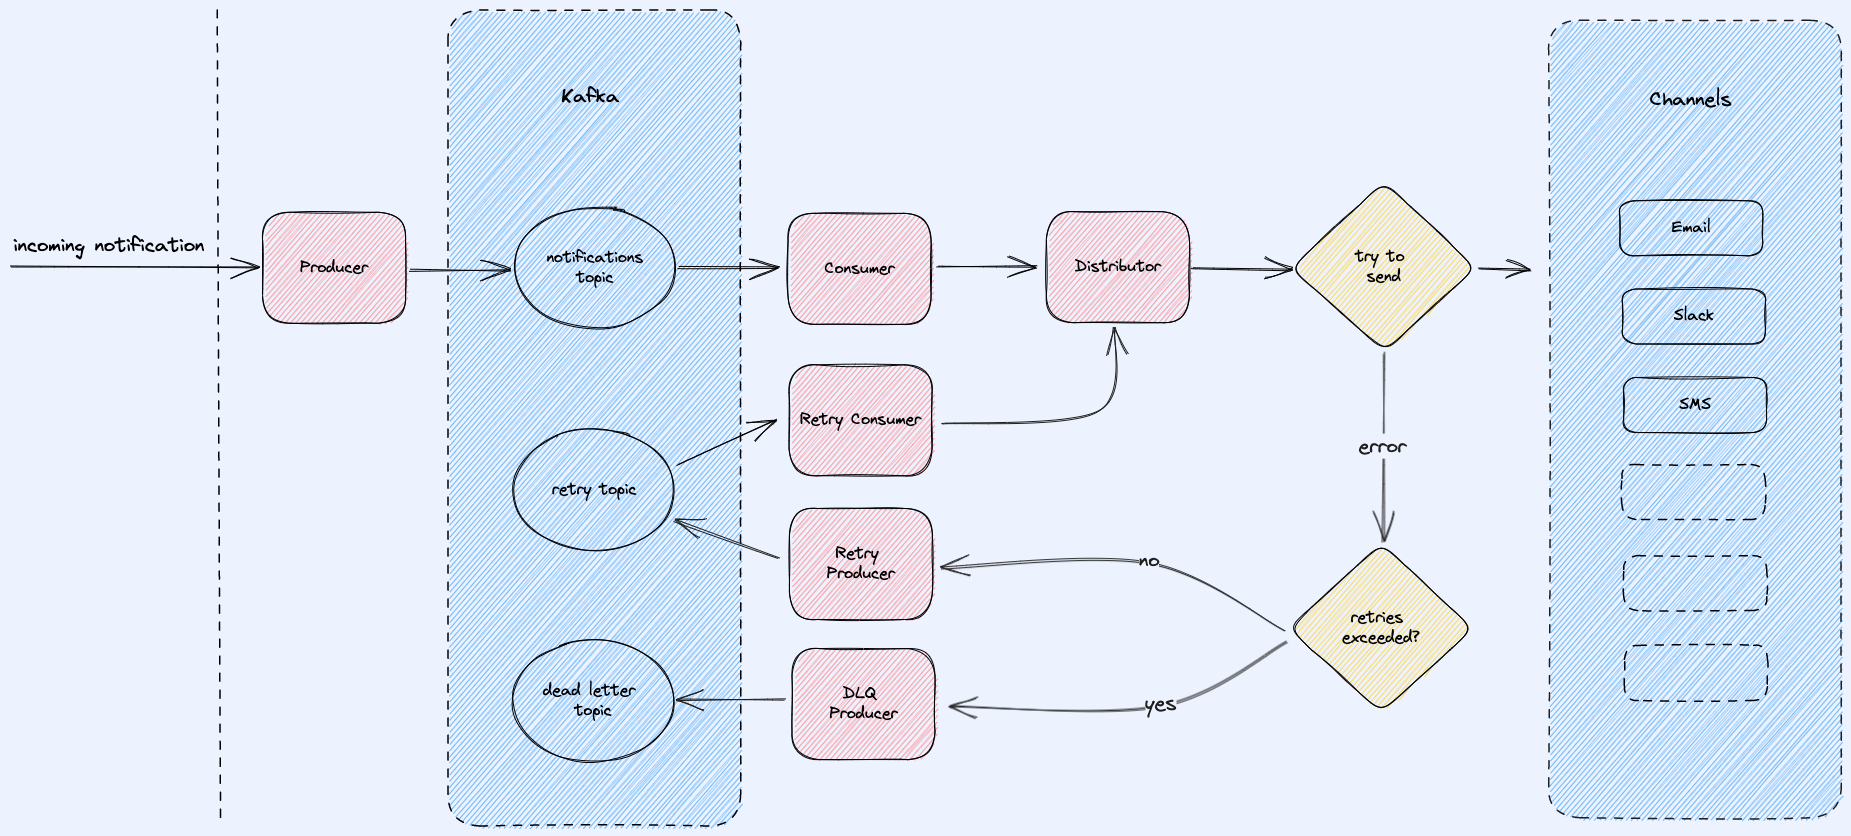 Kafka
Channels
incoming notification
Producer
notifications
topic
Consumer
Distributor
try to
send
Email
Slack
SMS
Retry Consumer
error
retry topic
Retry
Producer
no
retries
exceeded?
dead letter
topic
DLQ
Producer
yes